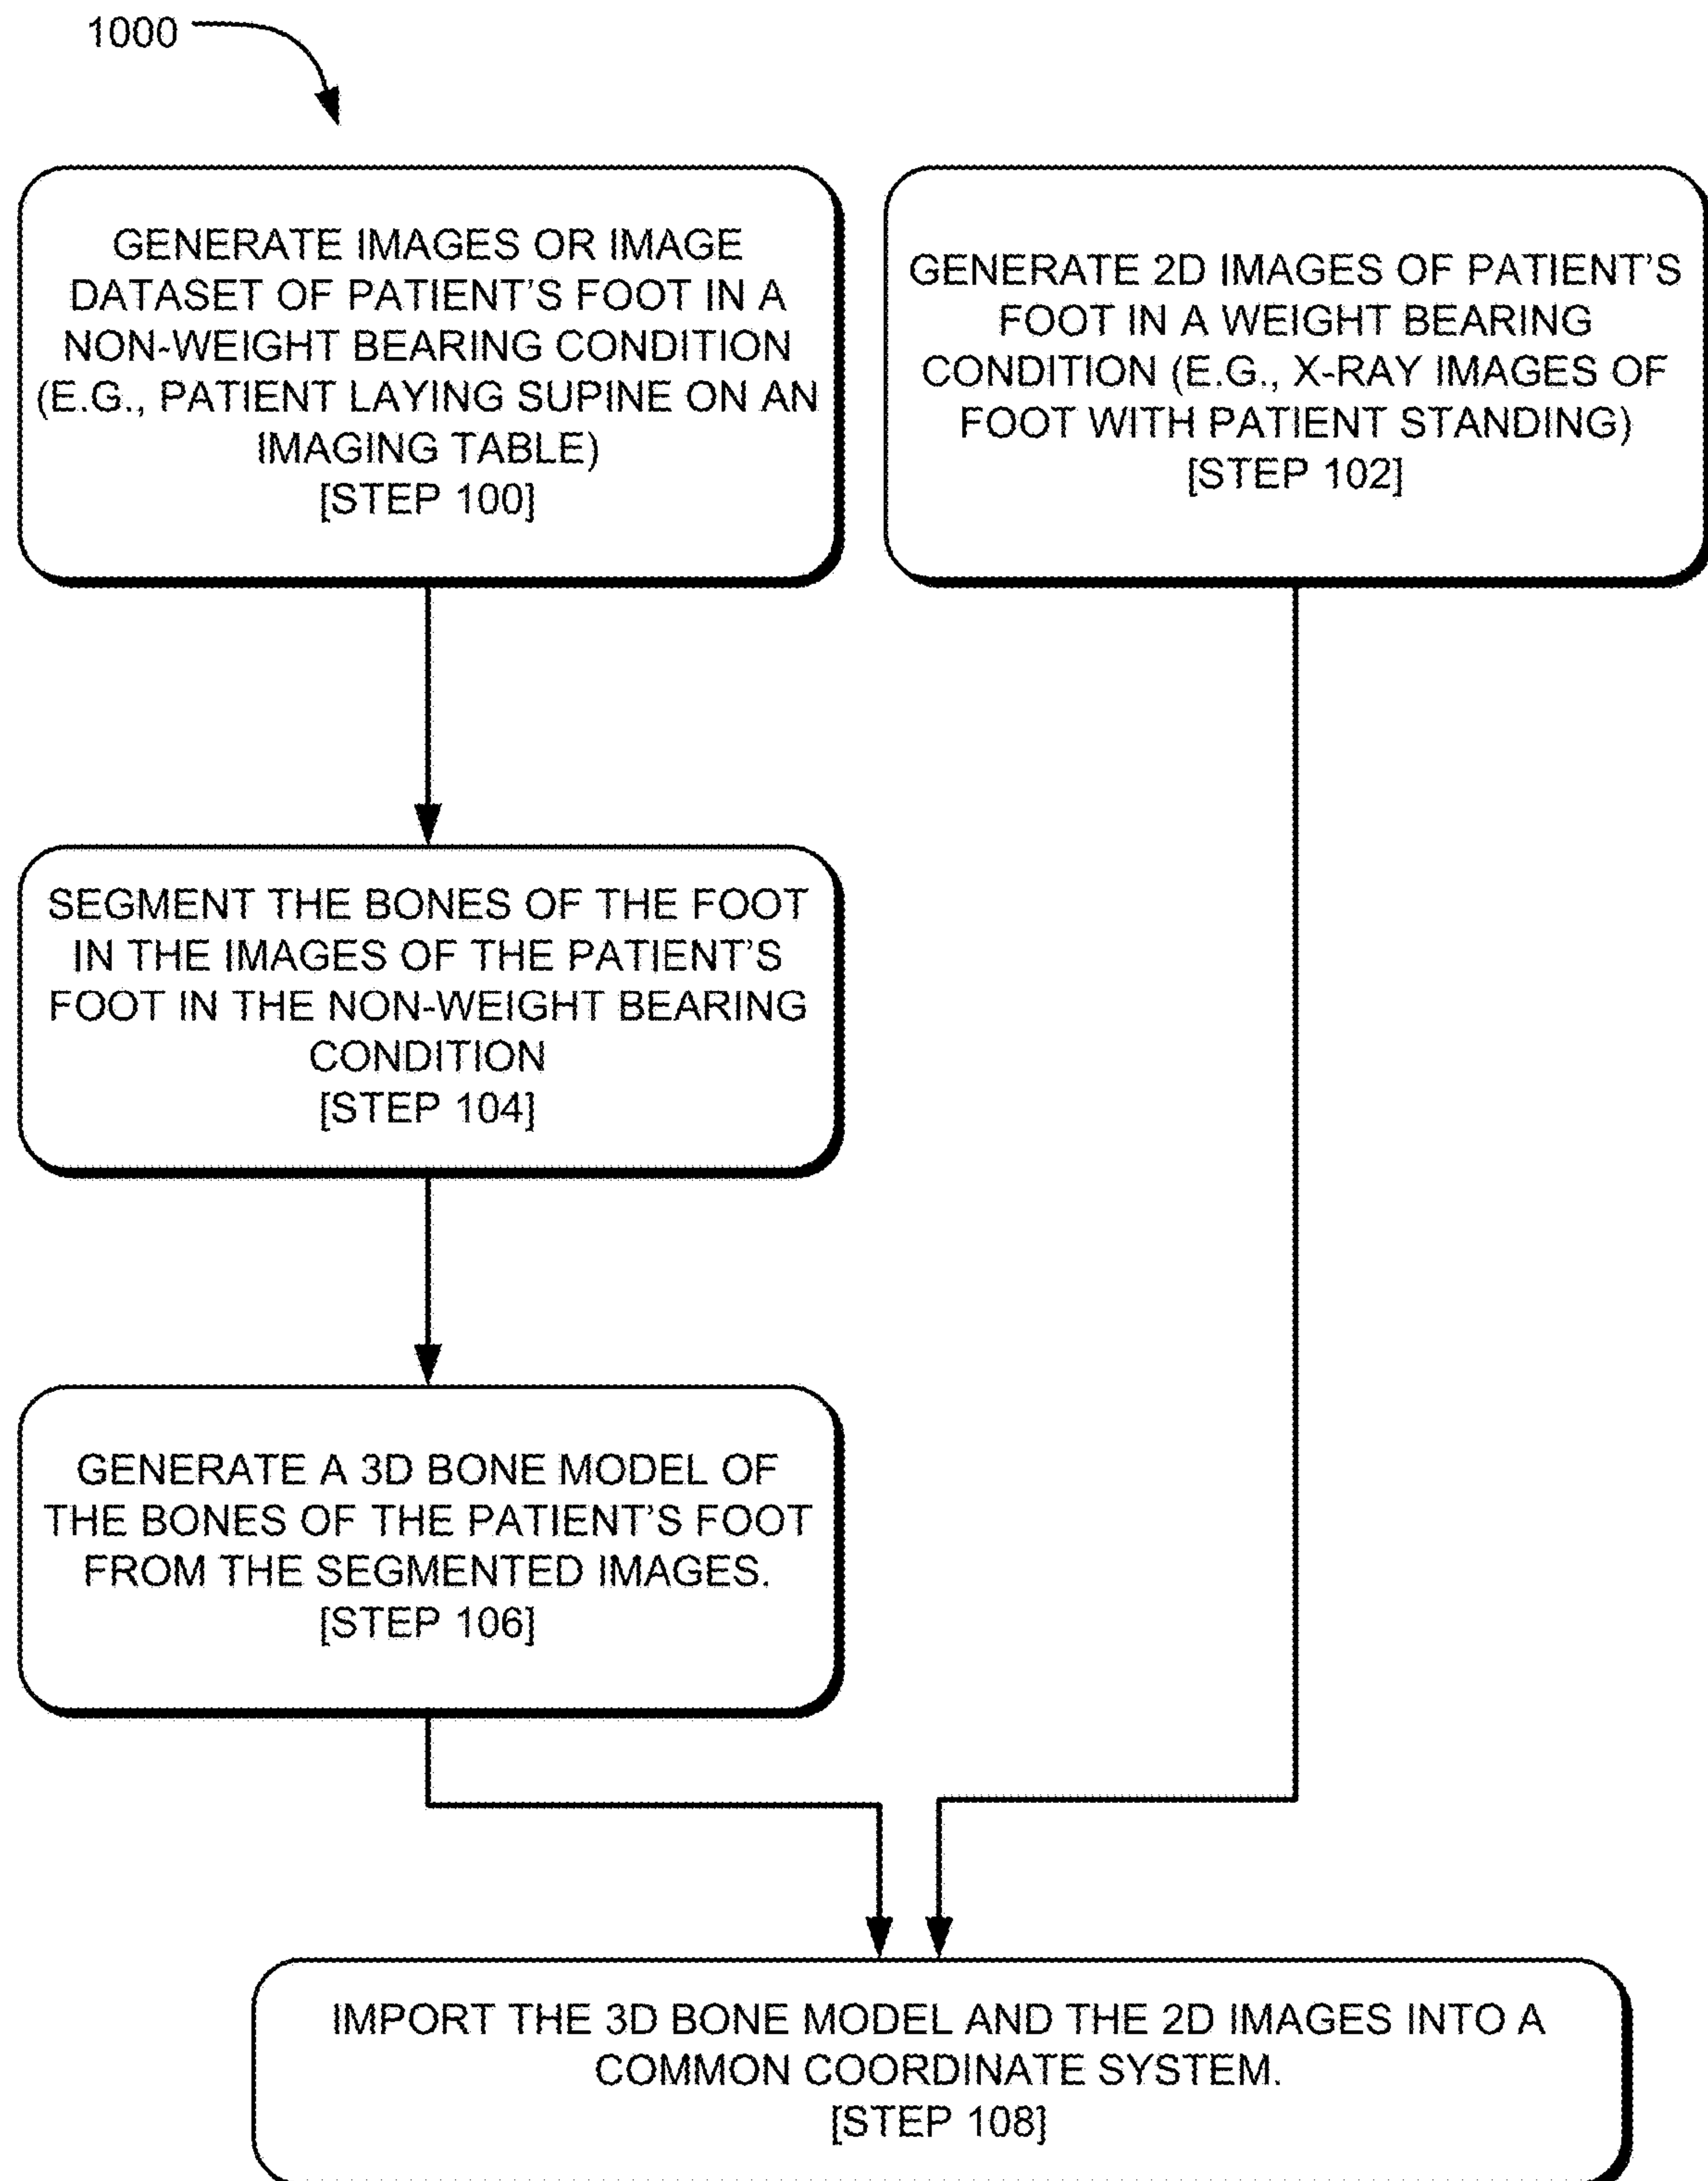 1000
GENERATE IMAGES OR IMAGE
DATASET OF PATIENT'S FOOT IN A
NON-WEIGHT BEARING CONDITION
(E.G., PATIENT LAYING SUPINE ON AN
IMAGING TABLE)
[STEP 100]
GENERATE 2D IMAGES OF PATIENT'S
FOOT IN A WEIGHT BEARING
CONDITION (E.G., X-RAY IMAGES OF
FOOT WITH PATIENT STANDING)
[STEP 102]
SEGMENT THE BONES OF THE FOOT
IN THE IMAGES OF THE PATIENT'S
FOOT IN THE NON-WEIGHT BEARING
CONDITION
[STEP 104]
GENERATE A 3D BONE MODEL OF
THE BONES OF THE PATIENT'S FOOT
FROM THE SEGMENTED IMAGES.
[STEP 106]
IMPORT THE 3D BONE MODEL AND THE 2D IMAGES INTO A
COMMON COORDINATE SYSTEM.
[STEP 108]